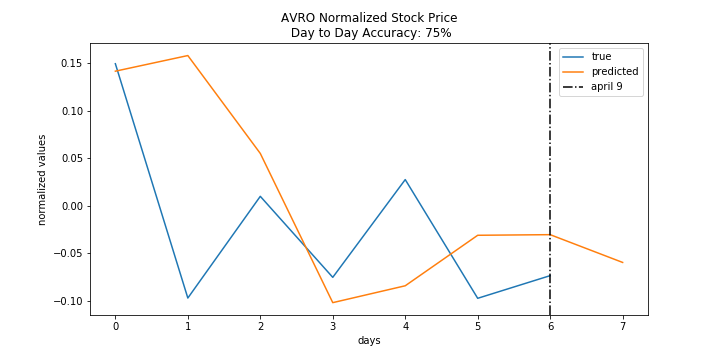 AVRO Normalized Stock Price
Day to Day Accuracy: 75%
true
predicted
april 9
normalized values
0.15
0.10
0.05
0.00
−0.05
−0.10
0 1 2 3 4 5 6 7
days